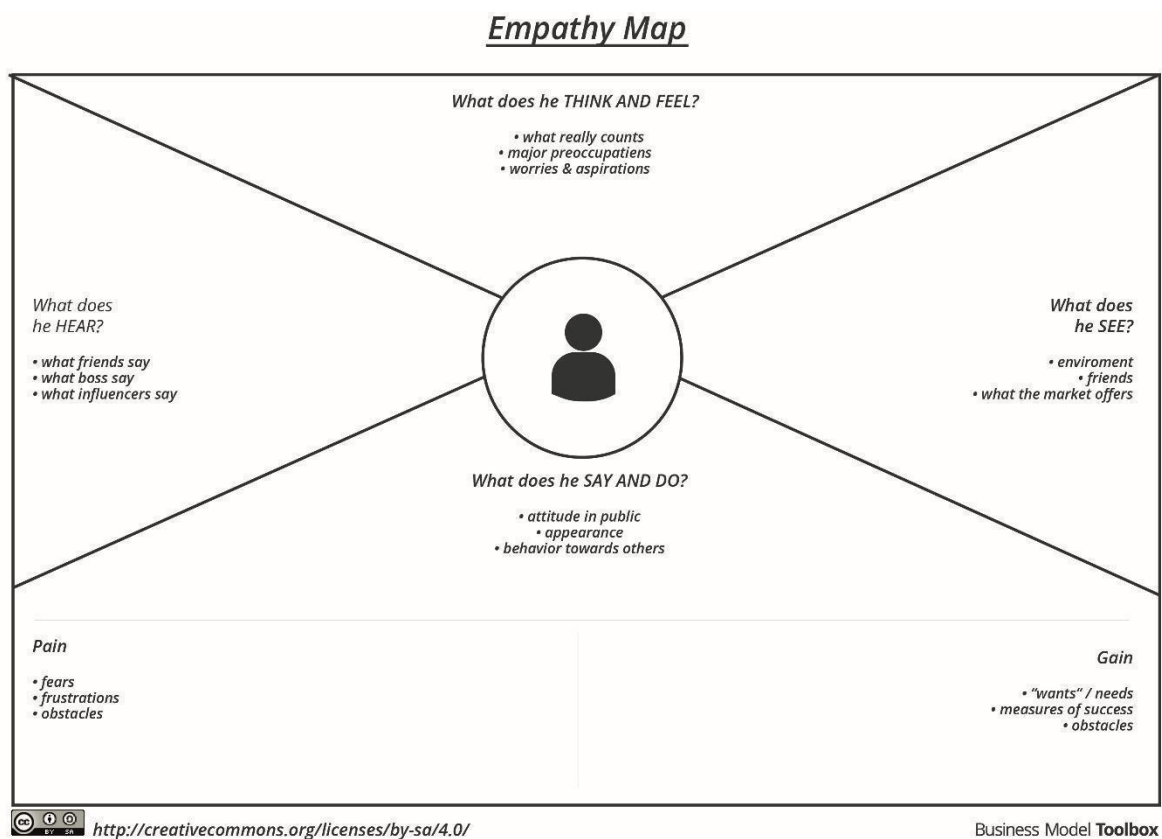 Empathy Map
What does he THINK AND FEEL?
• what really counts
• major preoccupatiens
• worries & aspirations
What does
he HEAR?
• what friends say
• what boss say
• what influencers say
What does
he SEE?
• enviroment
• friends
• what the market offers
What does he SAY AND DO?
• attitude in public
• appearance
• behavior towards others
Pain
• fears
• frustrations
• obstacles
Gain
• “wants“ / needs
• measures of success
• obstacles
cc BY SA
http://creativecommons.org/licenses/by-sa/4.0/
Business Model Toolbox